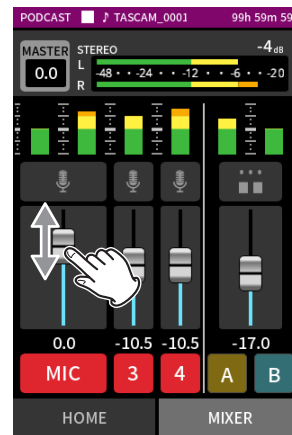 PODCAST TASCAM_0001 99h 59m 59
MASTER STEREO -4dB
0.0 L -48 · · -24 · · -12 · · -6 · · -20
R
0.0 -10.5 -10.5 -17.0
MIC 3 4 A B
HOME MIXER